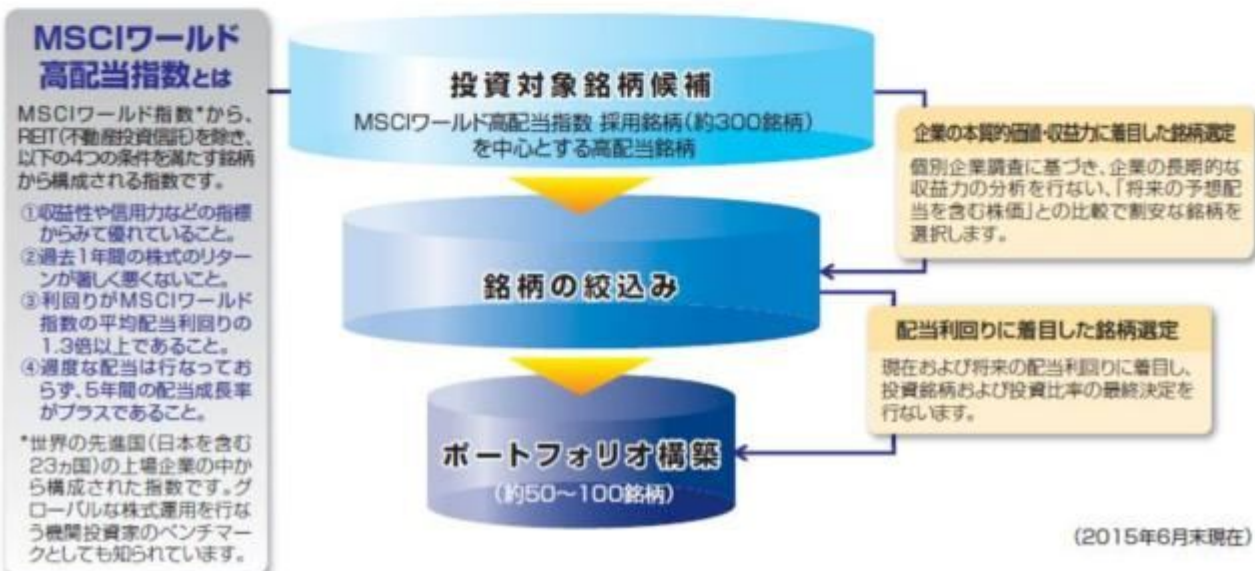 MSCIワールド
高配当指数とは
MSCIワールド指数*から、
REIT(不動産投資信託)を除き、
以下の4つの条件を満たす銘柄
から構成される指数です。
①収益性や信用力などの指標
からみて優れていること。
②過去1年間の株式のリター
ンが著しく悪くないこと。
③利回りがMSCIワールド
指数の平均配当利回りの
1.3倍以上であること。
④過度な配当は行なってお
らず、5年間の配当成長率
がプラスであること。
*世界の先進国(日本を含む
23ヵ国)の上場企業の中か
ら構成された指数です。グ
ローバルな株式運用を行な
う機関投資家のベンチマー
クとしても知られています。
投資対象銘柄候補
MSCIワールド高配当指数 採用銘柄(約300銘柄)
を中心とする高配当銘柄
企業の本質的価値・収益力に着目した銘柄選定
個別企業調査に基づき、企業の長期的な
収益力の分析を行ない、「将来の予想配
当を含む株価」との比較で割安な銘柄を
選択します。
銘柄の絞込み
配当利回りに着目した銘柄選定
現在および将来の配当利回りに着目し、
投資銘柄および投資比率の最終決定を
行ないます。
ポートフォリオ構築
(約50～100銘柄)
(2015年6月末現在)